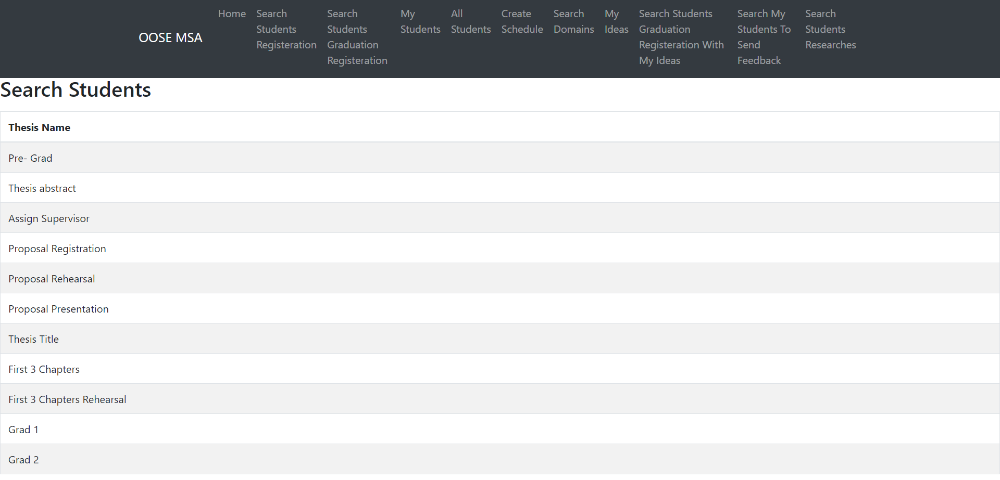 OOSE MSA
Home
Search
Students
Registeration
Search
Students
Graduation
Registeration
My
Students
All
Students
Create
Schedule
Search
Domains
My
Ideas
Search Students
Graduation
Registeration With
My Ideas
Search My
Students To
Send
Feedback
Search
Students
Researches
Search Students
Thesis Name
Pre- Grad
Thesis abstract
Assign Supervisor
Proposal Registration
Proposal Rehearsal
Proposal Presentation
Thesis Title
First 3 Chapters
First 3 Chapters Rehearsal
Grad 1
Grad 2